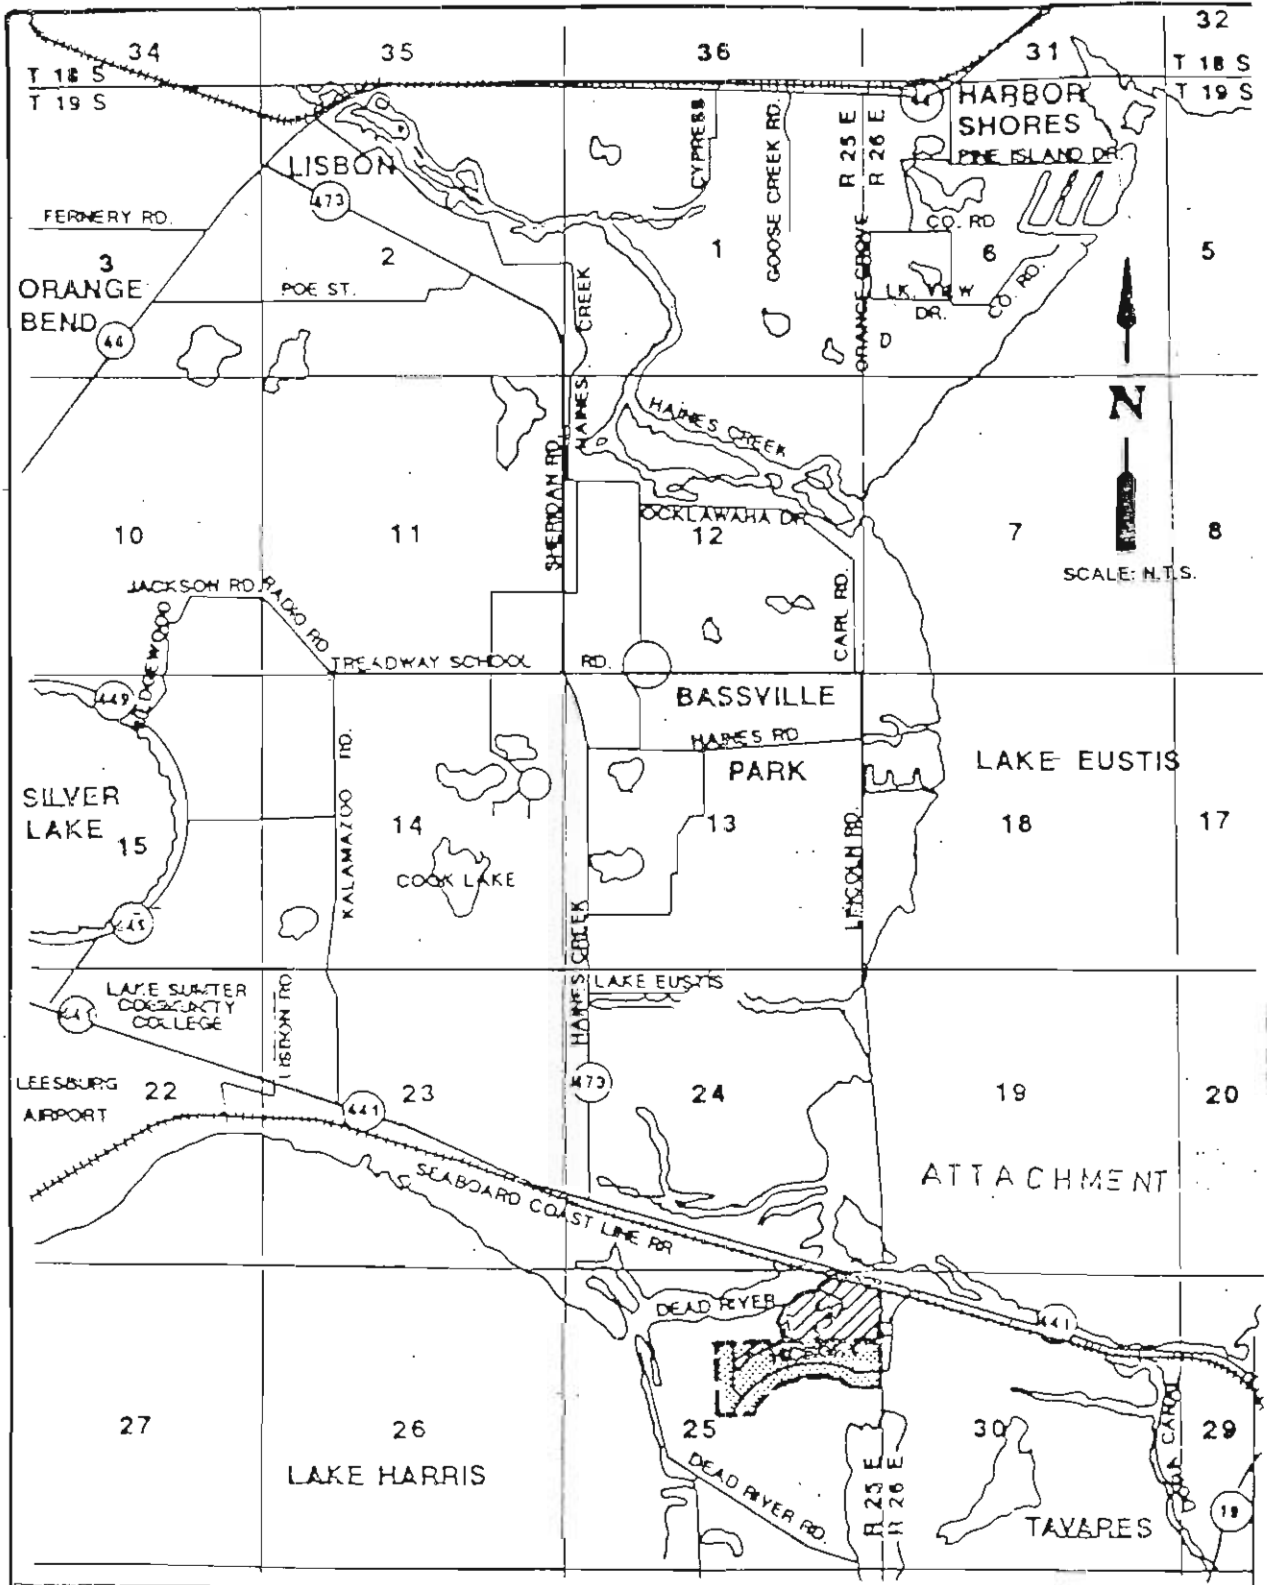 34
35
36
31
32
T 18 S
T 19 S
T 18 S
T 19 S
44
HARBOR
SHORES
PINE ISLAND DR.
LISBON
473
CYPRESS
GOOSE CREEK RD.
R 25 E
R 26 E
FERNERY RD.
CO. RD
3
2
1
6
5
ORANGE
BEND
POE ST.
HAINES CREEK
ORANGE GROVE
LK. VIEW
DR.
CO. RD.
44
D
N
HAINES CREEK
SHERIDAN RD.
OCKLAWAHA DR.
10
11
12
7
8
SCALE: N.T.S.
JACKSON RD.
RADIO RD
CARL RD.
TREADWAY SCHOOL RD.
449
BASSVILLE
PARK
HAINES RD
LAKE EUSTIS
KALAMAZOO RD.
SILVER
LAKE
15
14
13
18
17
COOK LAKE
LINCOLN RD.
HAINES CREEK
LAKE EUSTIS
LAKE SUMTER
COLLEGE
LISBON RD
441
473
LEESBURG
AIRPORT
22
23
24
19
20
441
SEABOARD COAST LINE RR
ATTACHMENT
DEAD RIVER
441
27
26
25
30
29
LAKE HARRIS
DEAD RIVER RD.
R 25 E
R 26 E
19
TAVARES